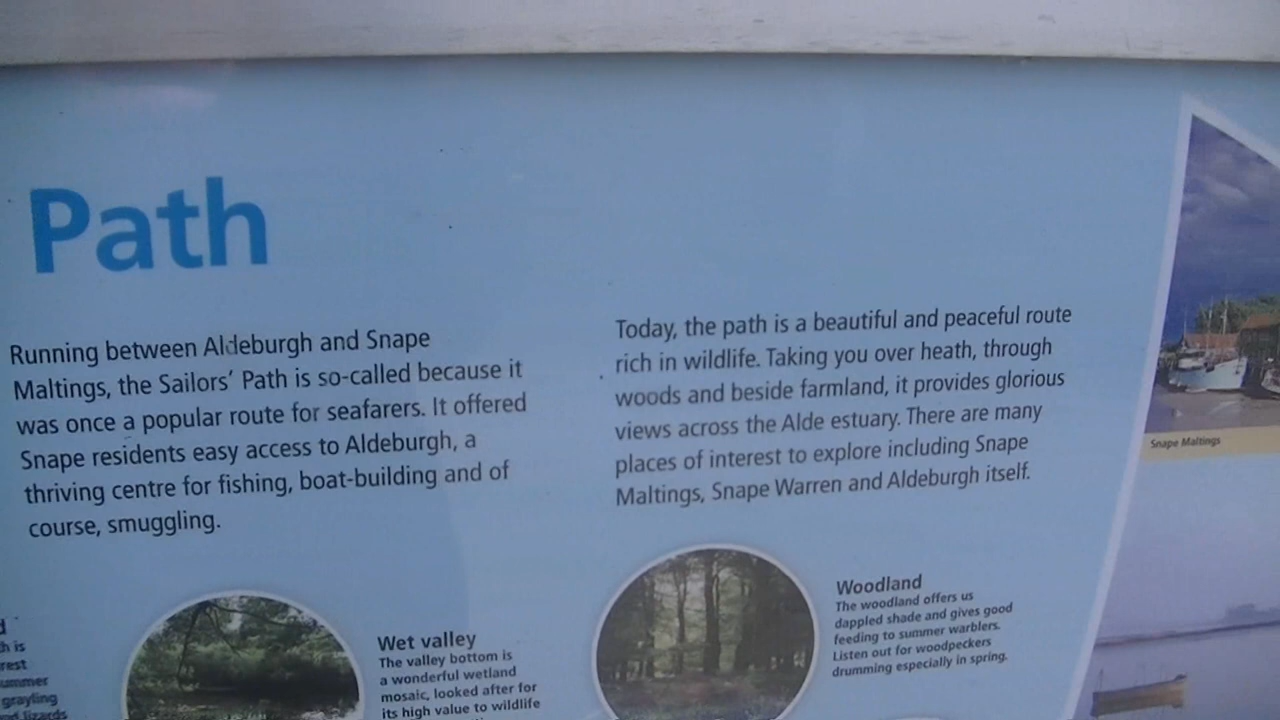 Path
Running between Aldeburgh and Snape
Maltings, the Sailors' Path is so-called because it
was once a popular route for seafarers. It offered
Snape residents easy access to Aldeburgh, a
thriving centre for fishing, boat-building and of
course, smuggling.
Today, the path is a beautiful and peaceful route
rich in wildlife. Taking you over heath, through
woods and beside farmland, it provides glorious
views across the Alde estuary. There are many
places of interest to explore including Snape
Maltings, Snape Warren and Aldeburgh itself.
Snape Maltings
is
grayling
lizards
Wet valley
The valley bottom is
a wonderful wetland
mosaic, looked after for
its high value to wildlife
Woodland
The woodland offers us
dappled shade and gives good
feeding to summer warblers.
Listen out for woodpeckers
drumming especially in spring.